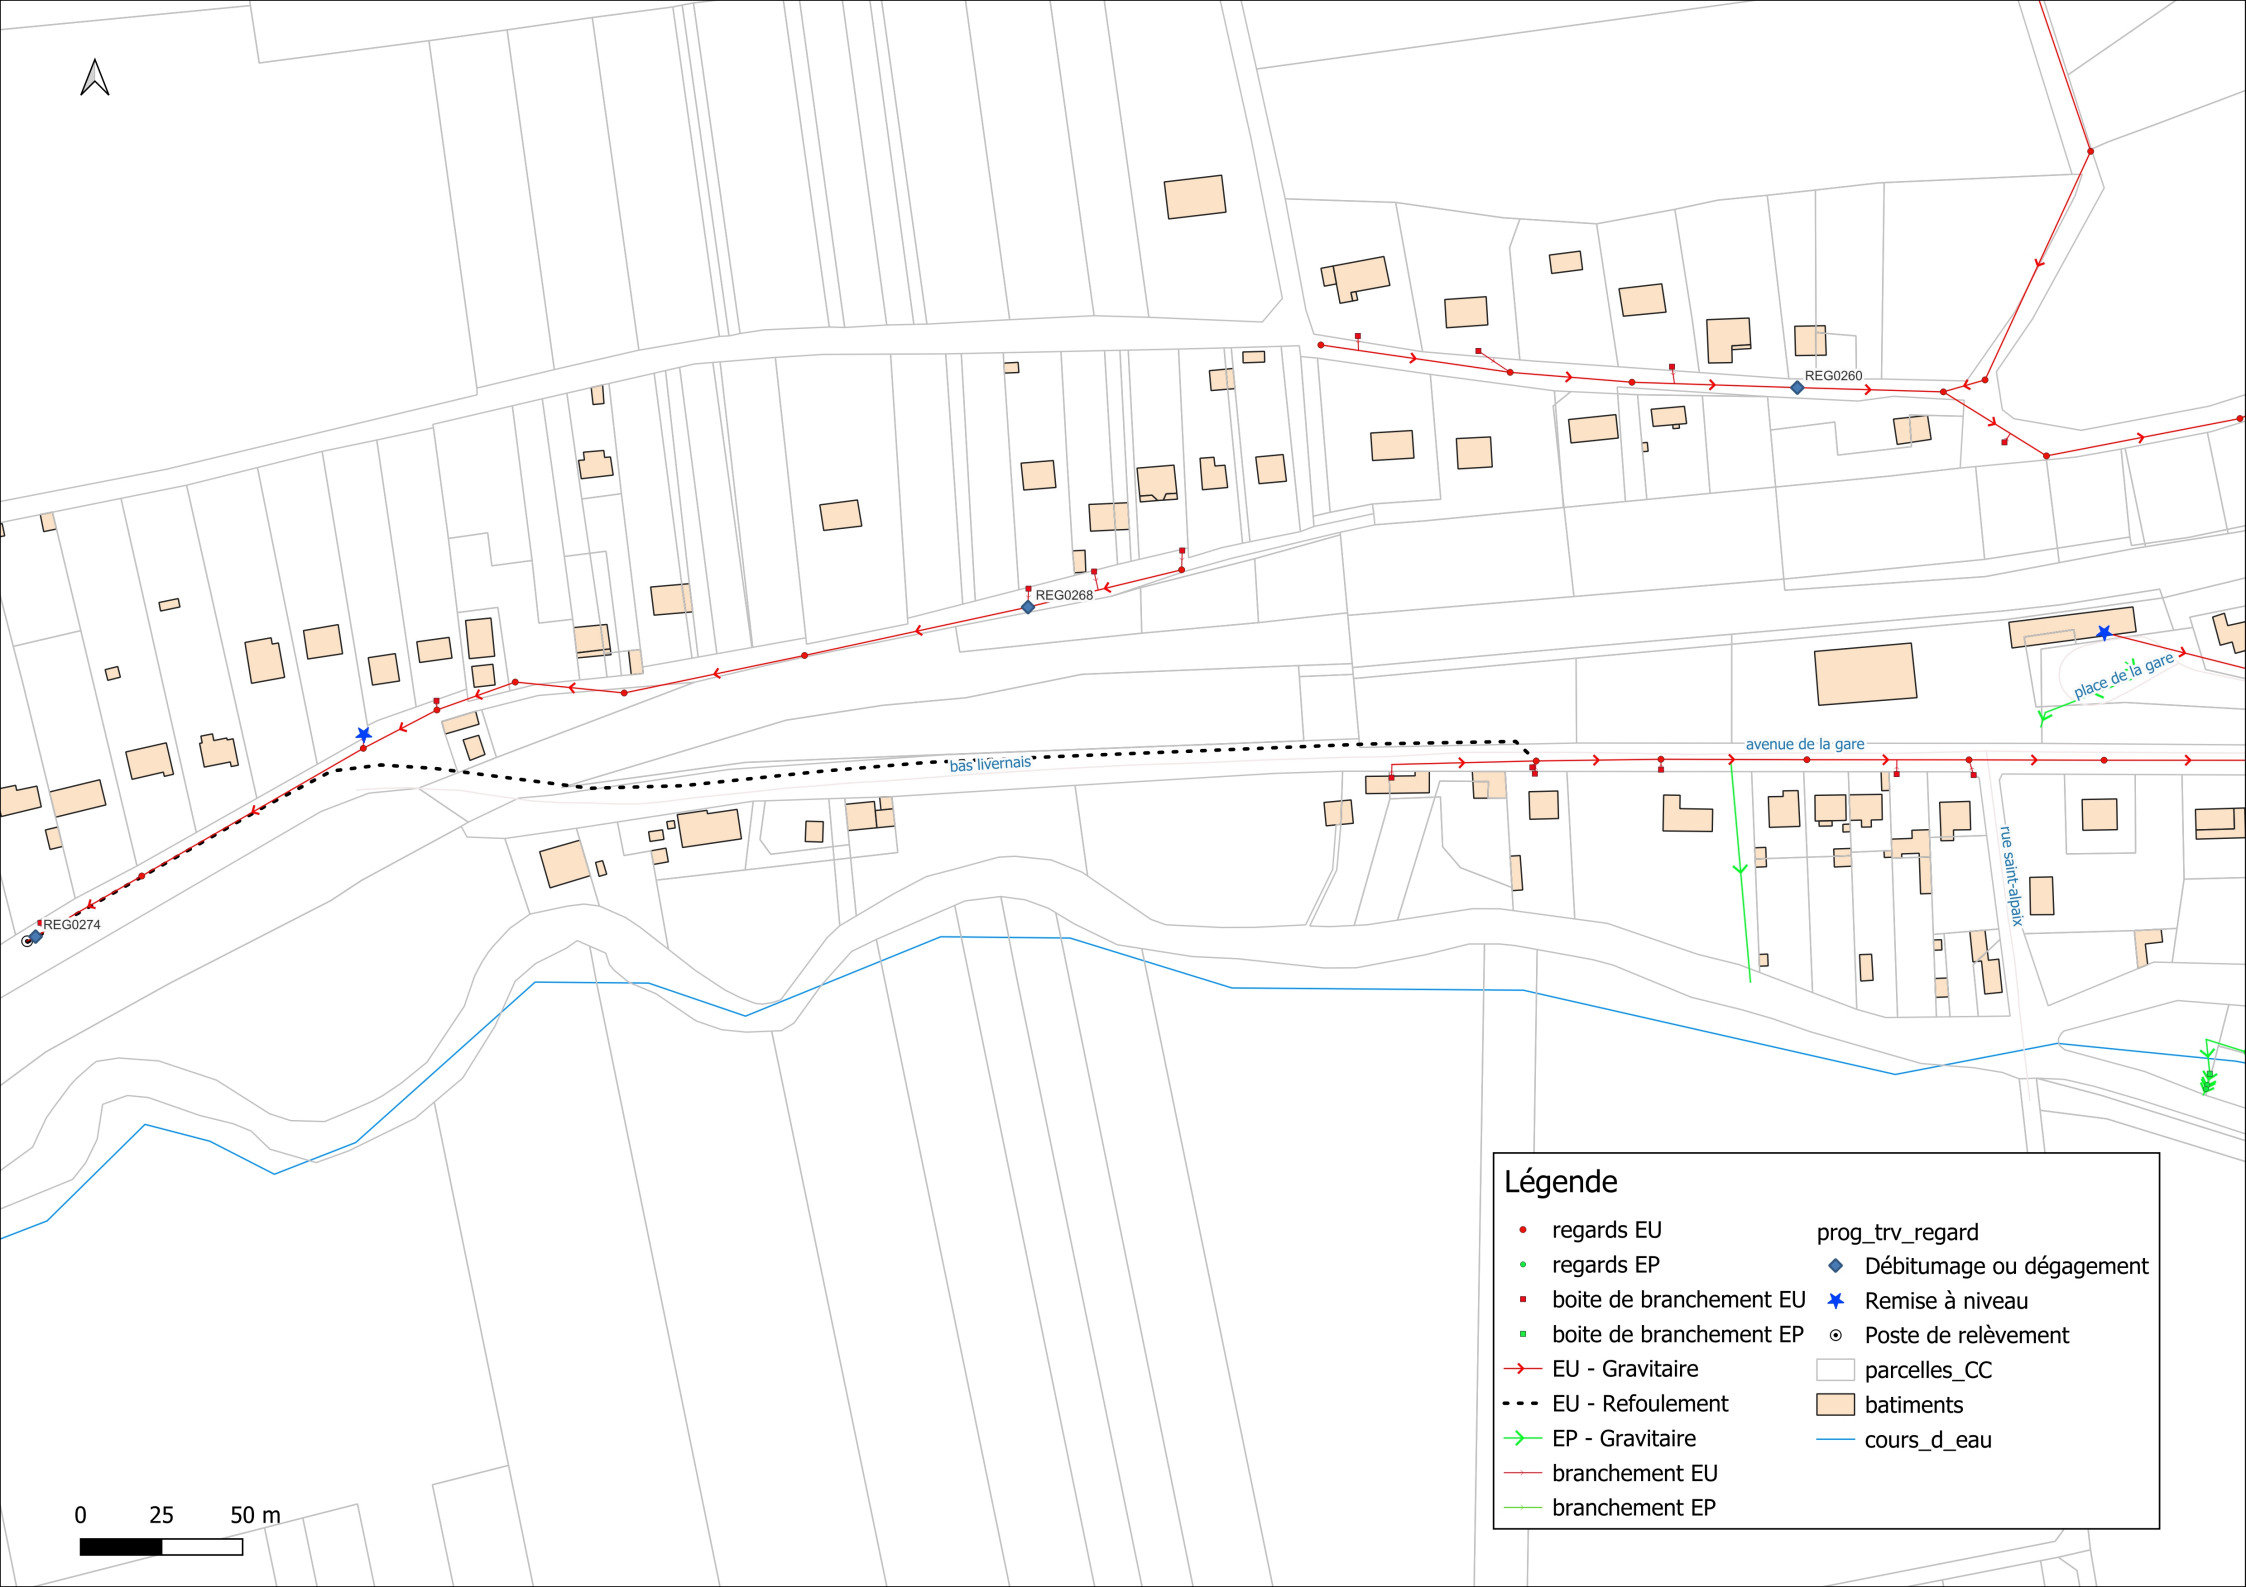 REG0260
REG0268
place de la gare
avenue de la gare
bas livernais
rue saint-alpaix
REG0274
Légende
regards EU
regards EP
boite de branchement EU
boite de branchement EP
EU - Gravitaire
EU - Refoulement
EP - Gravitaire
branchement EU
branchement EP
prog_trv_regard
Débitumage ou dégagement
Remise à niveau
Poste de relèvement
parcelles_CC
batiments
cours_d_eau
0 25 50 m